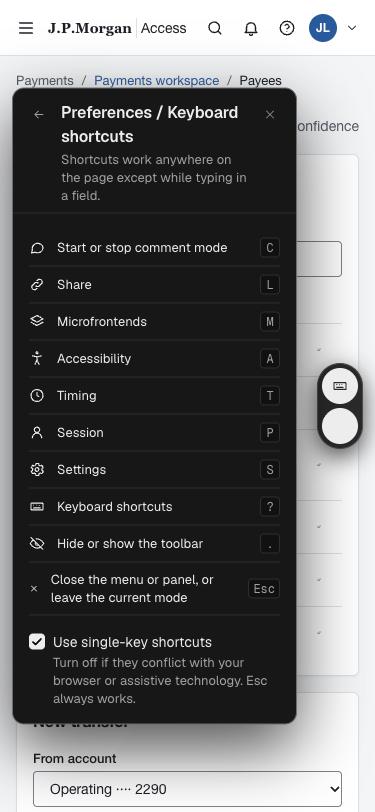 J.P.Morgan Access
JL
Payments / Payments workspace / Payees
onfidence
Preferences / Keyboard
shortcuts
Shortcuts work anywhere on
the page except while typing in
a field.
Start or stop comment mode C
Share L
Microfrontends M
Accessibility A
Timing T
Session P
Settings S
Keyboard shortcuts ?
Hide or show the toolbar .
Close the menu or panel, or
leave the current mode Esc
Use single-key shortcuts
Turn off if they conflict with your
browser or assistive technology. Esc
always works.
New transfer
From account
Operating ···· 2290